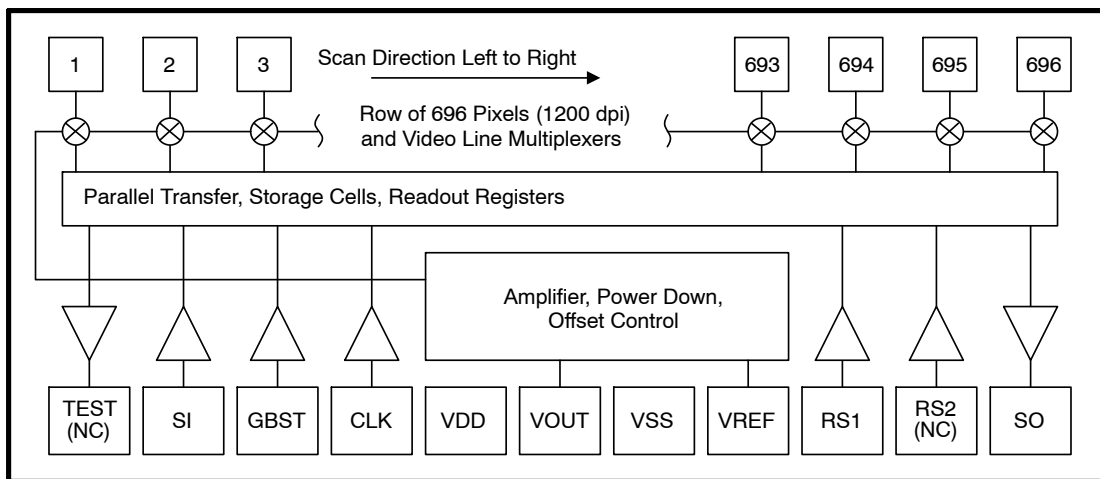 1
2
3
Scan Direction Left to Right
693
694
695
696
Row of 696 Pixels (1200 dpi)
and Video Line Multiplexers
Parallel Transfer, Storage Cells, Readout Registers
Amplifier, Power Down,
Offset Control
TEST
(NC)
SI
GBST
CLK
VDD
VOUT
VSS
VREF
RS1
RS2
(NC)
SO